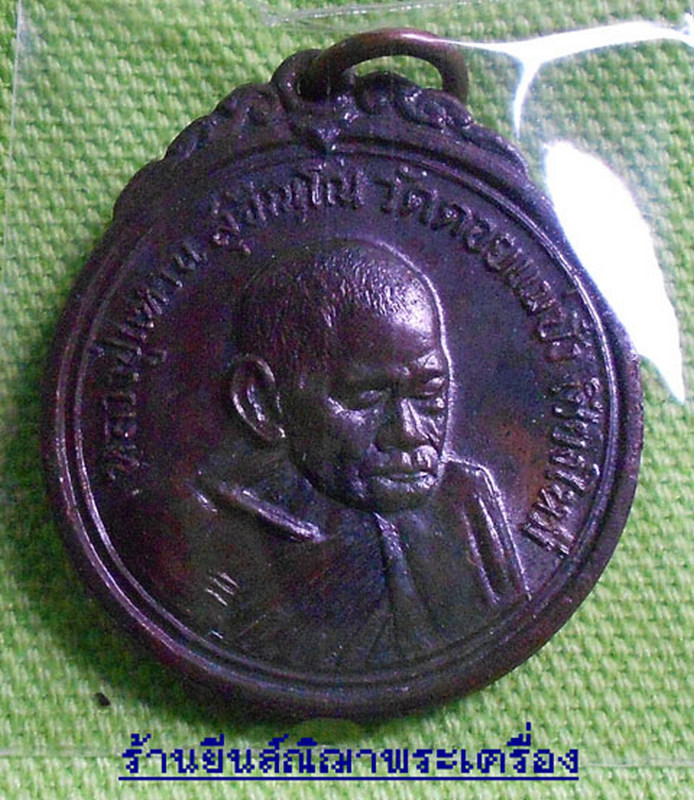 หลวงปู่แหวน สุจิณฺโณ วัดดอยแม่ปั๋ง จ.เชียงใหม่
ร้านยีนส์ณิฌาพระเครื่อง